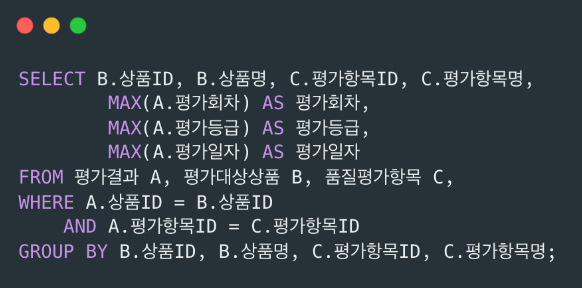 SELECT B.상품ID, B.상품명, C.평가항목ID, C.평가항목명,
        MAX(A.평가회차) AS 평가회차,
        MAX(A.평가등급) AS 평가등급,
        MAX(A.평가일자) AS 평가일자
FROM 평가결과 A, 평가대상상품 B, 품질평가항목 C,
WHERE A.상품ID = B.상품ID
    AND A.평가항목ID = C.평가항목ID
GROUP BY B.상품ID, B.상품명, C.평가항목ID, C.평가항목명;